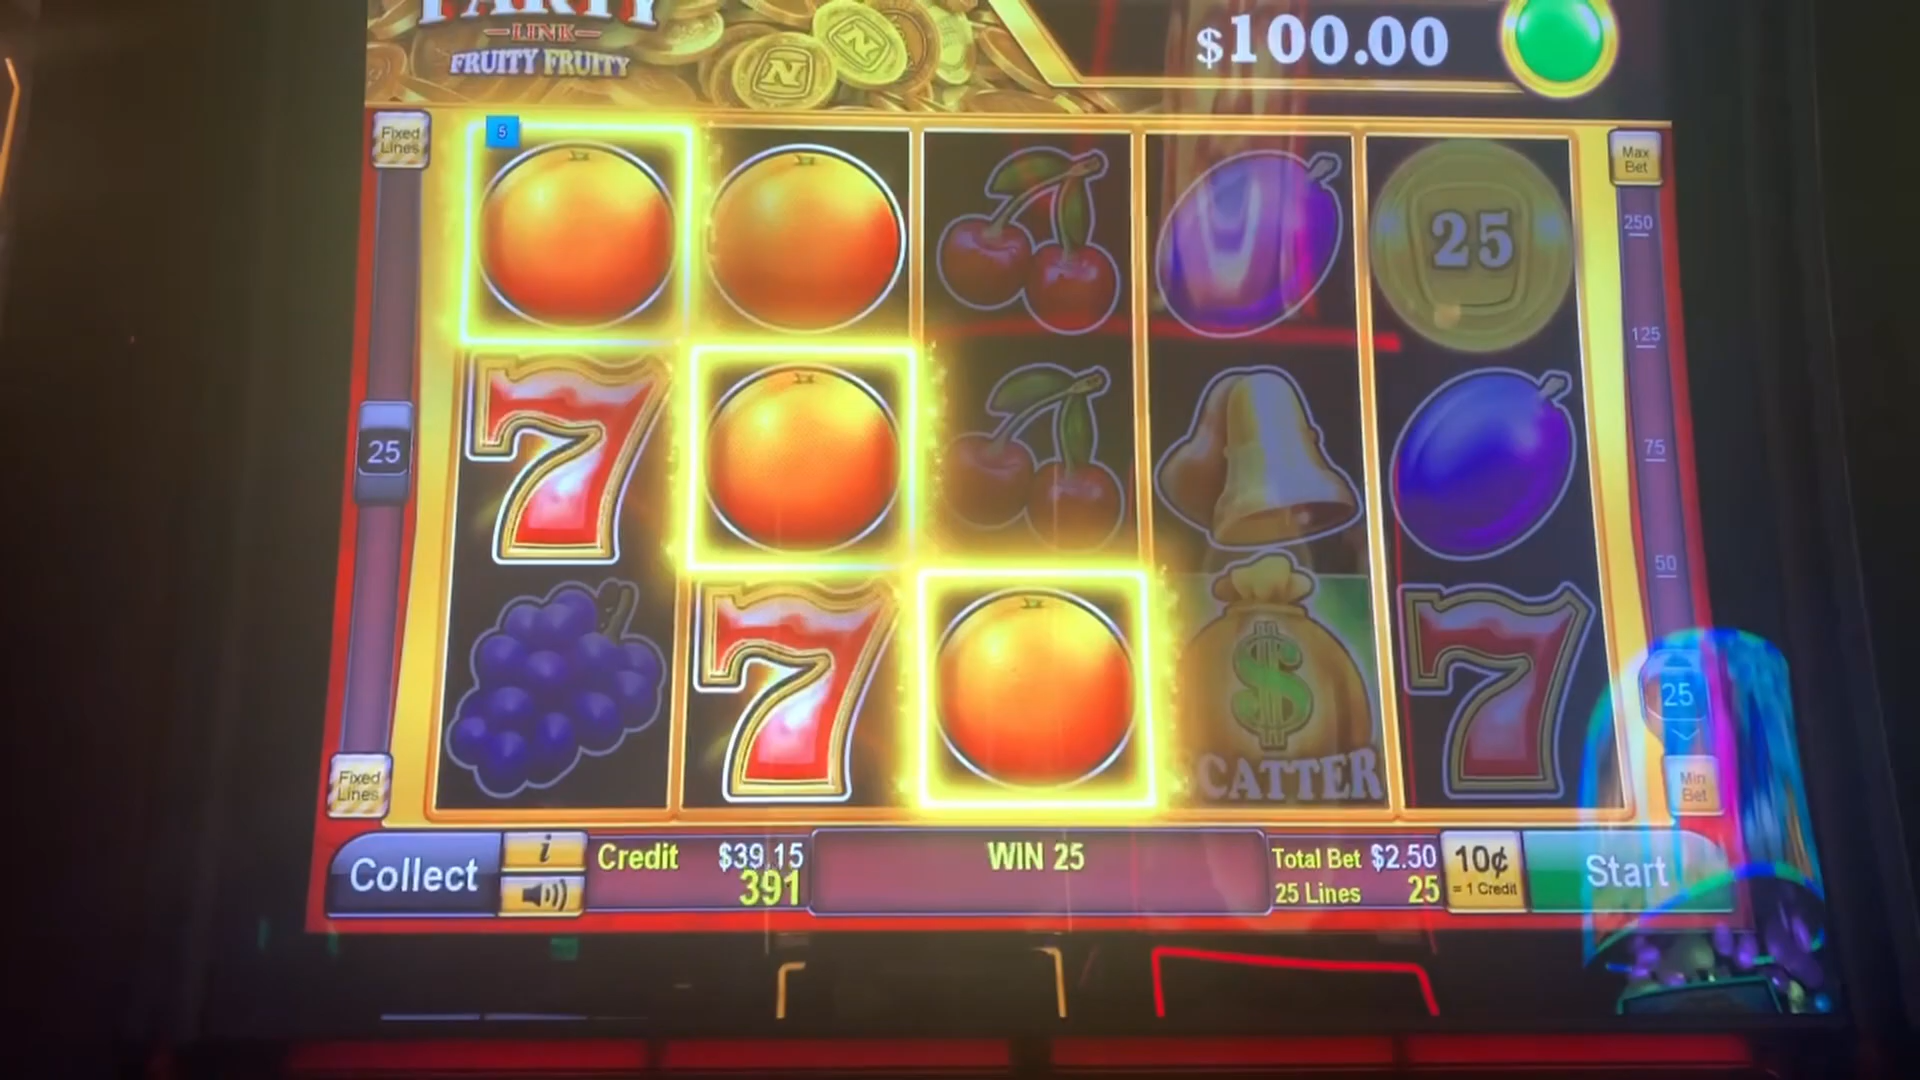 PARTY
LINK
FRUITY FRUITY
$100.00
N
N
Fixed
Lines
5
25
Max
Bet
250
125
75
50
25
Min
Bet
25
SCATTER
$
Fixed
Lines
Collect
i
Credit $39.15
391
WIN 25
Total Bet $2.50
25 Lines 25
10¢
= 1 Credit
Start